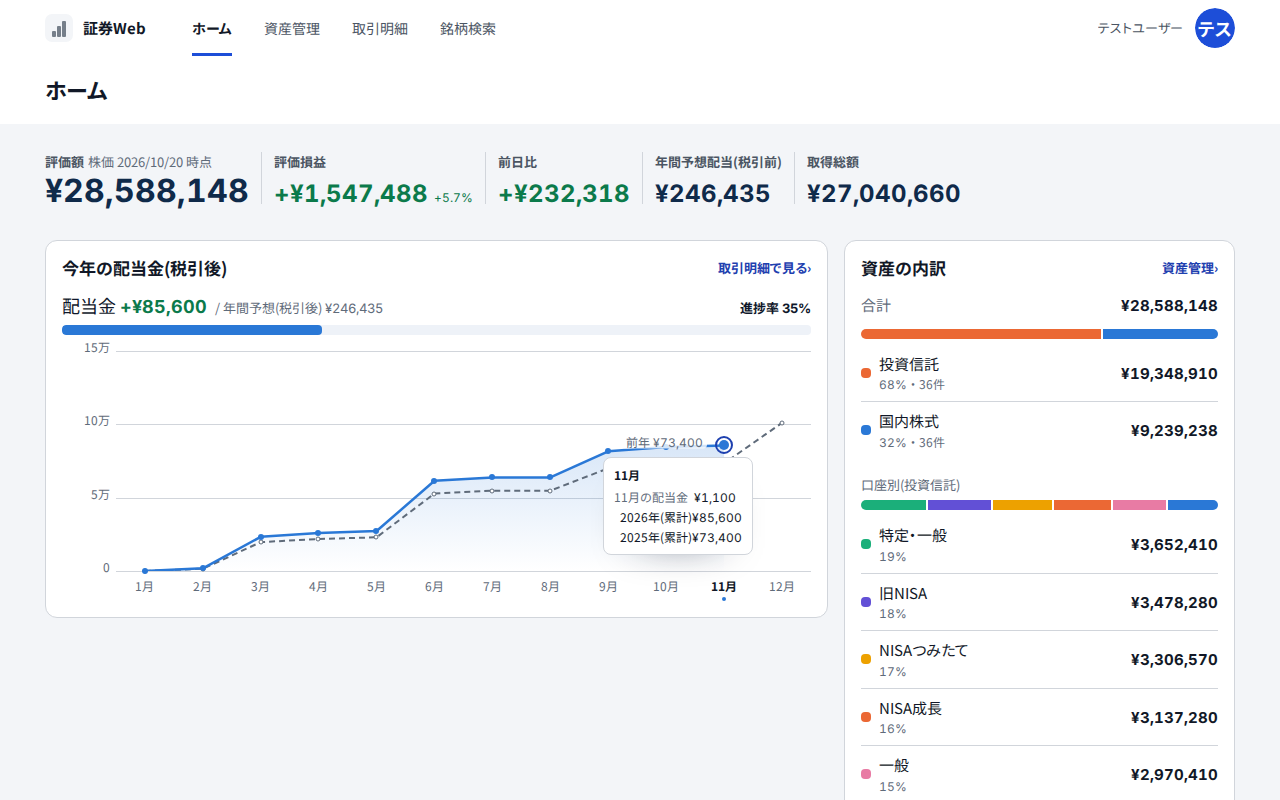 証券Web
ホーム 資産管理 取引明細 銘柄検索
テストユーザー テス
ホーム
評価額 株価 2026/10/20 時点
¥28,588,148
評価損益
+¥1,547,488 +5.7%
前日比
+¥232,318
年間予想配当(税引前)
¥246,435
取得総額
¥27,040,660
今年の配当金(税引後)
取引明細で見る›
配当金 +¥85,600 / 年間予想(税引後) ¥246,435
進捗率 35%
15万
10万
5万
0
前年 ¥73,400
11月
11月の配当金 ¥1,100
2026年(累計)¥85,600
2025年(累計)¥73,400
1月 2月 3月 4月 5月 6月 7月 8月 9月 10月 11月 12月
資産の内訳
資産管理›
合計 ¥28,588,148
投資信託 ¥19,348,910
68%・36件
国内株式 ¥9,239,238
32%・36件
口座別(投資信託)
特定・一般 ¥3,652,410
19%
旧NISA ¥3,478,280
18%
NISAつみたて ¥3,306,570
17%
NISA成長 ¥3,137,280
16%
一般 ¥2,970,410
15%